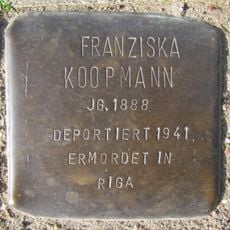 FRANZISKA
KOOPMANN
JG. 1888
DEPORTIERT 1941
ERMORDET IN
RIGA